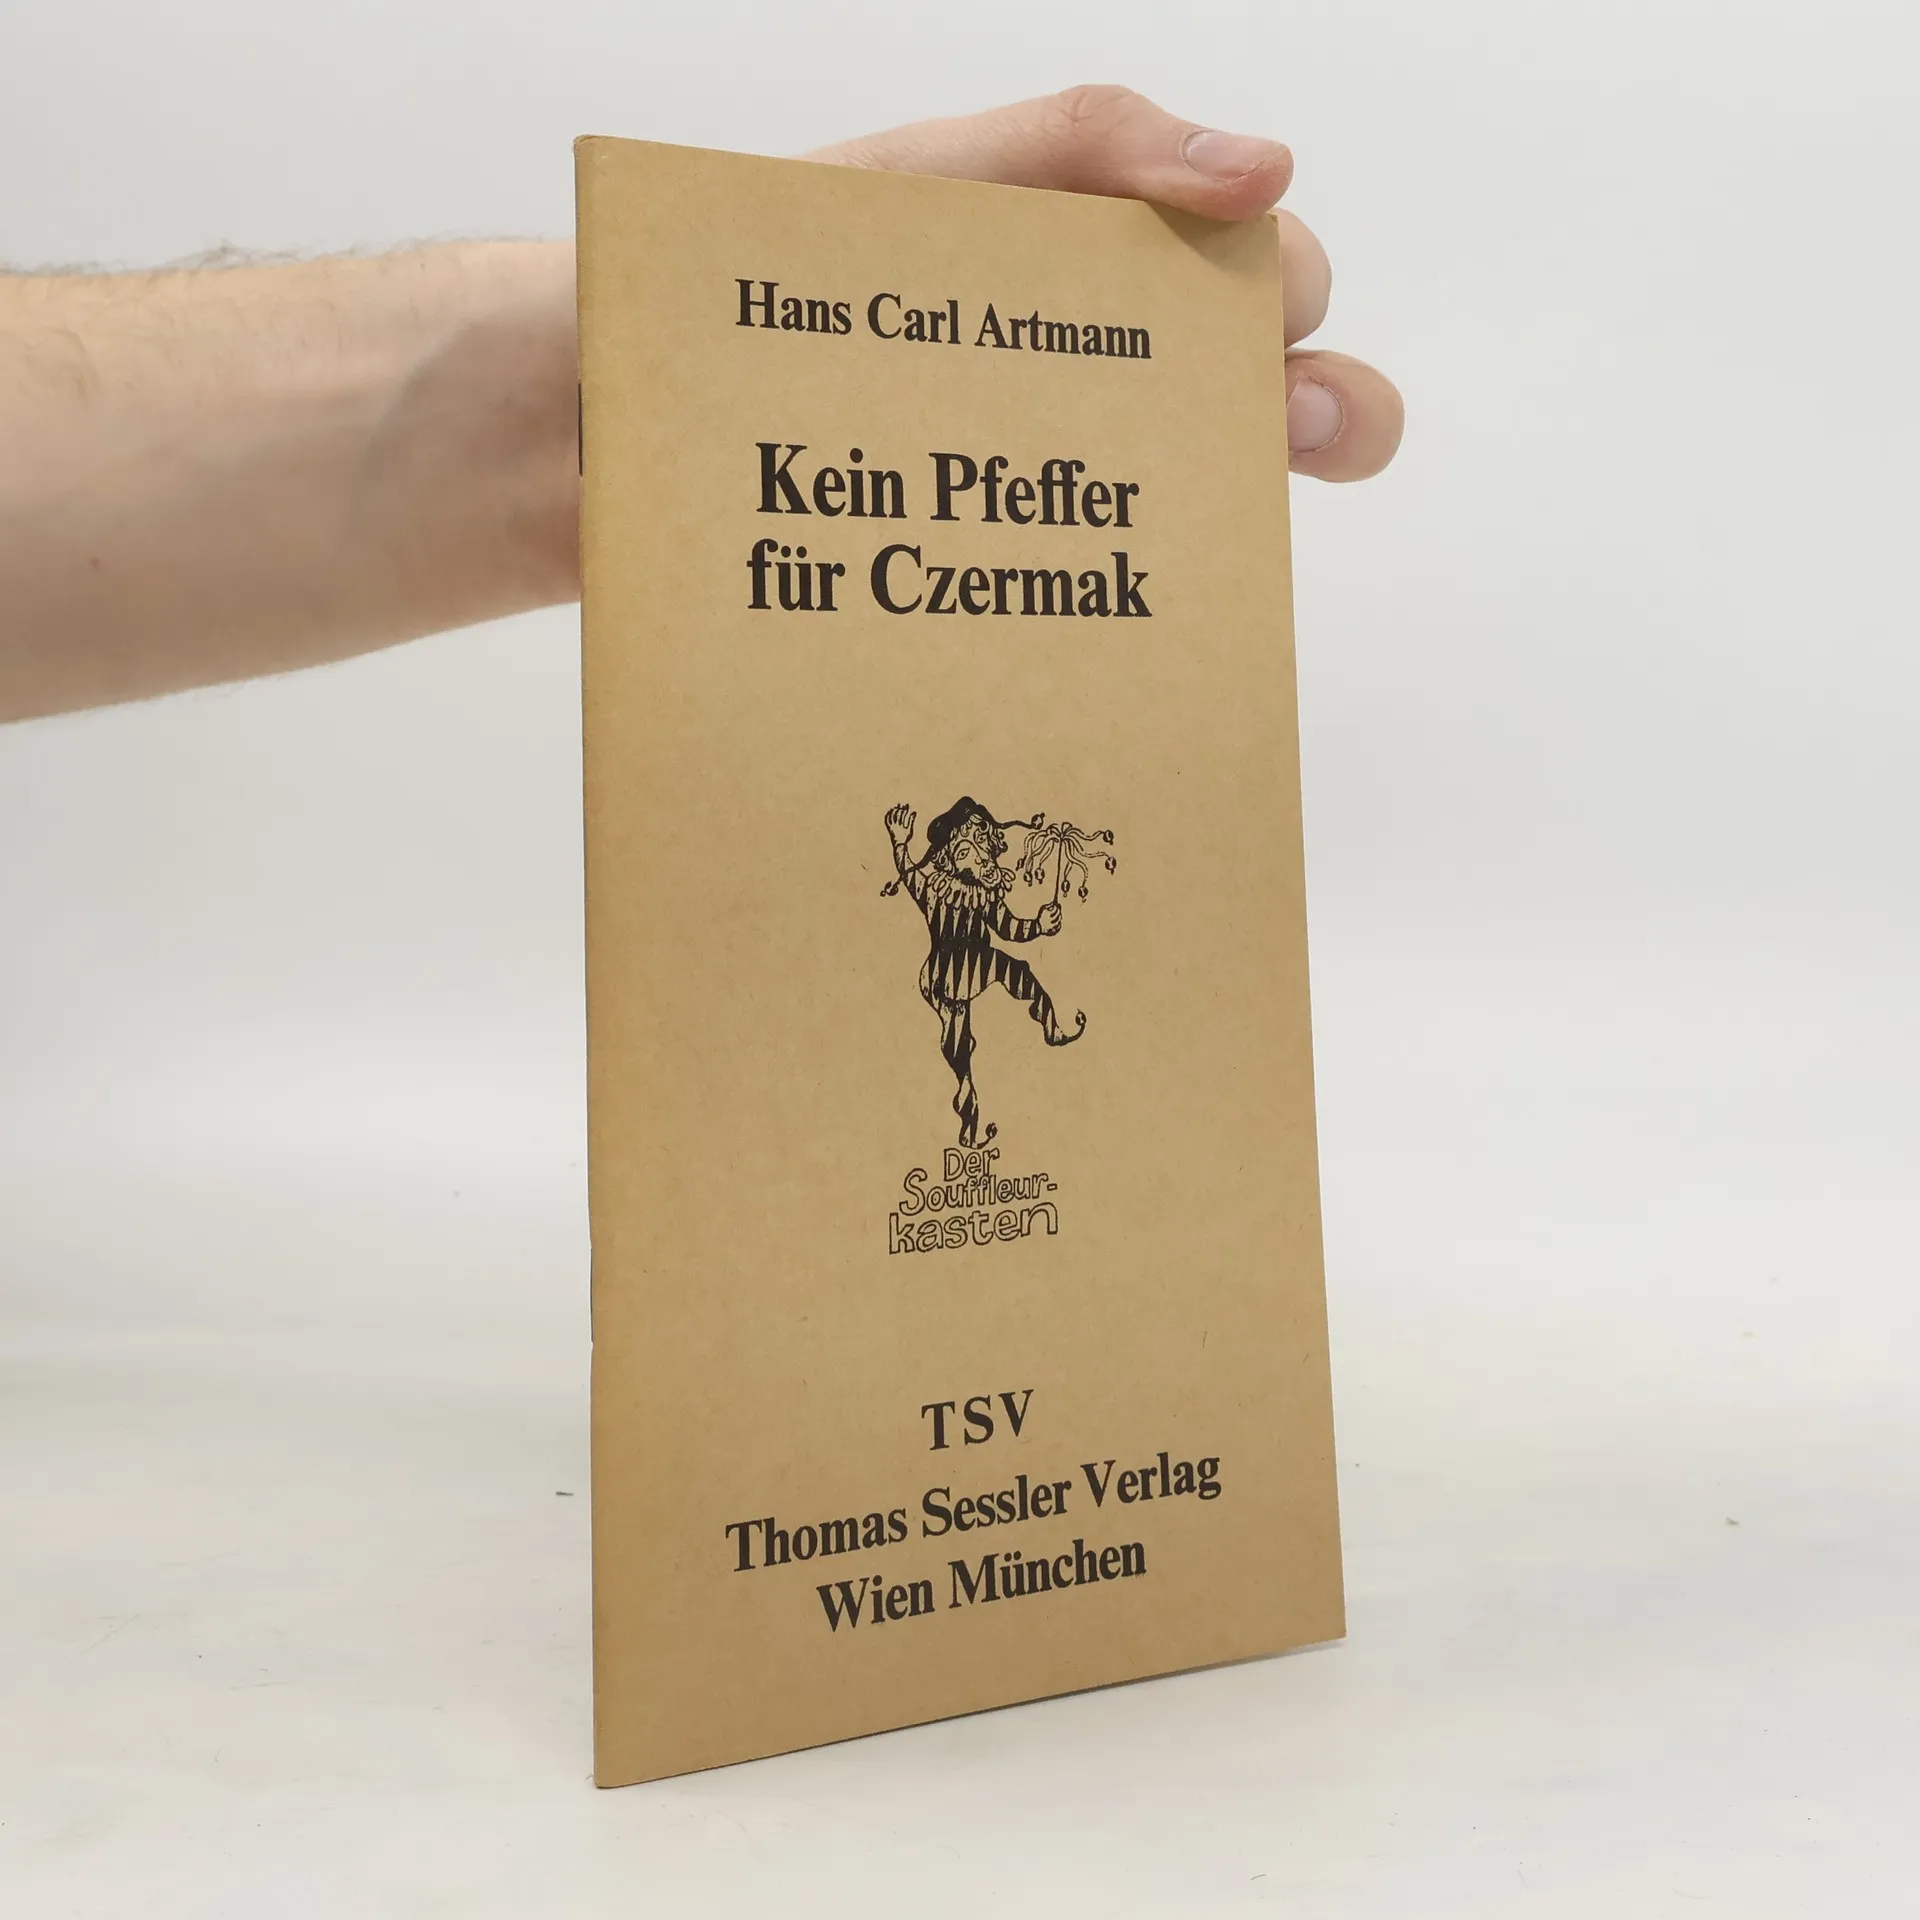 Hans Carl Artmann
Kein Pfeffer
für Czermak
Der
Souffleur-
kasten
TSV
Thomas Sessler Verlag
Wien München